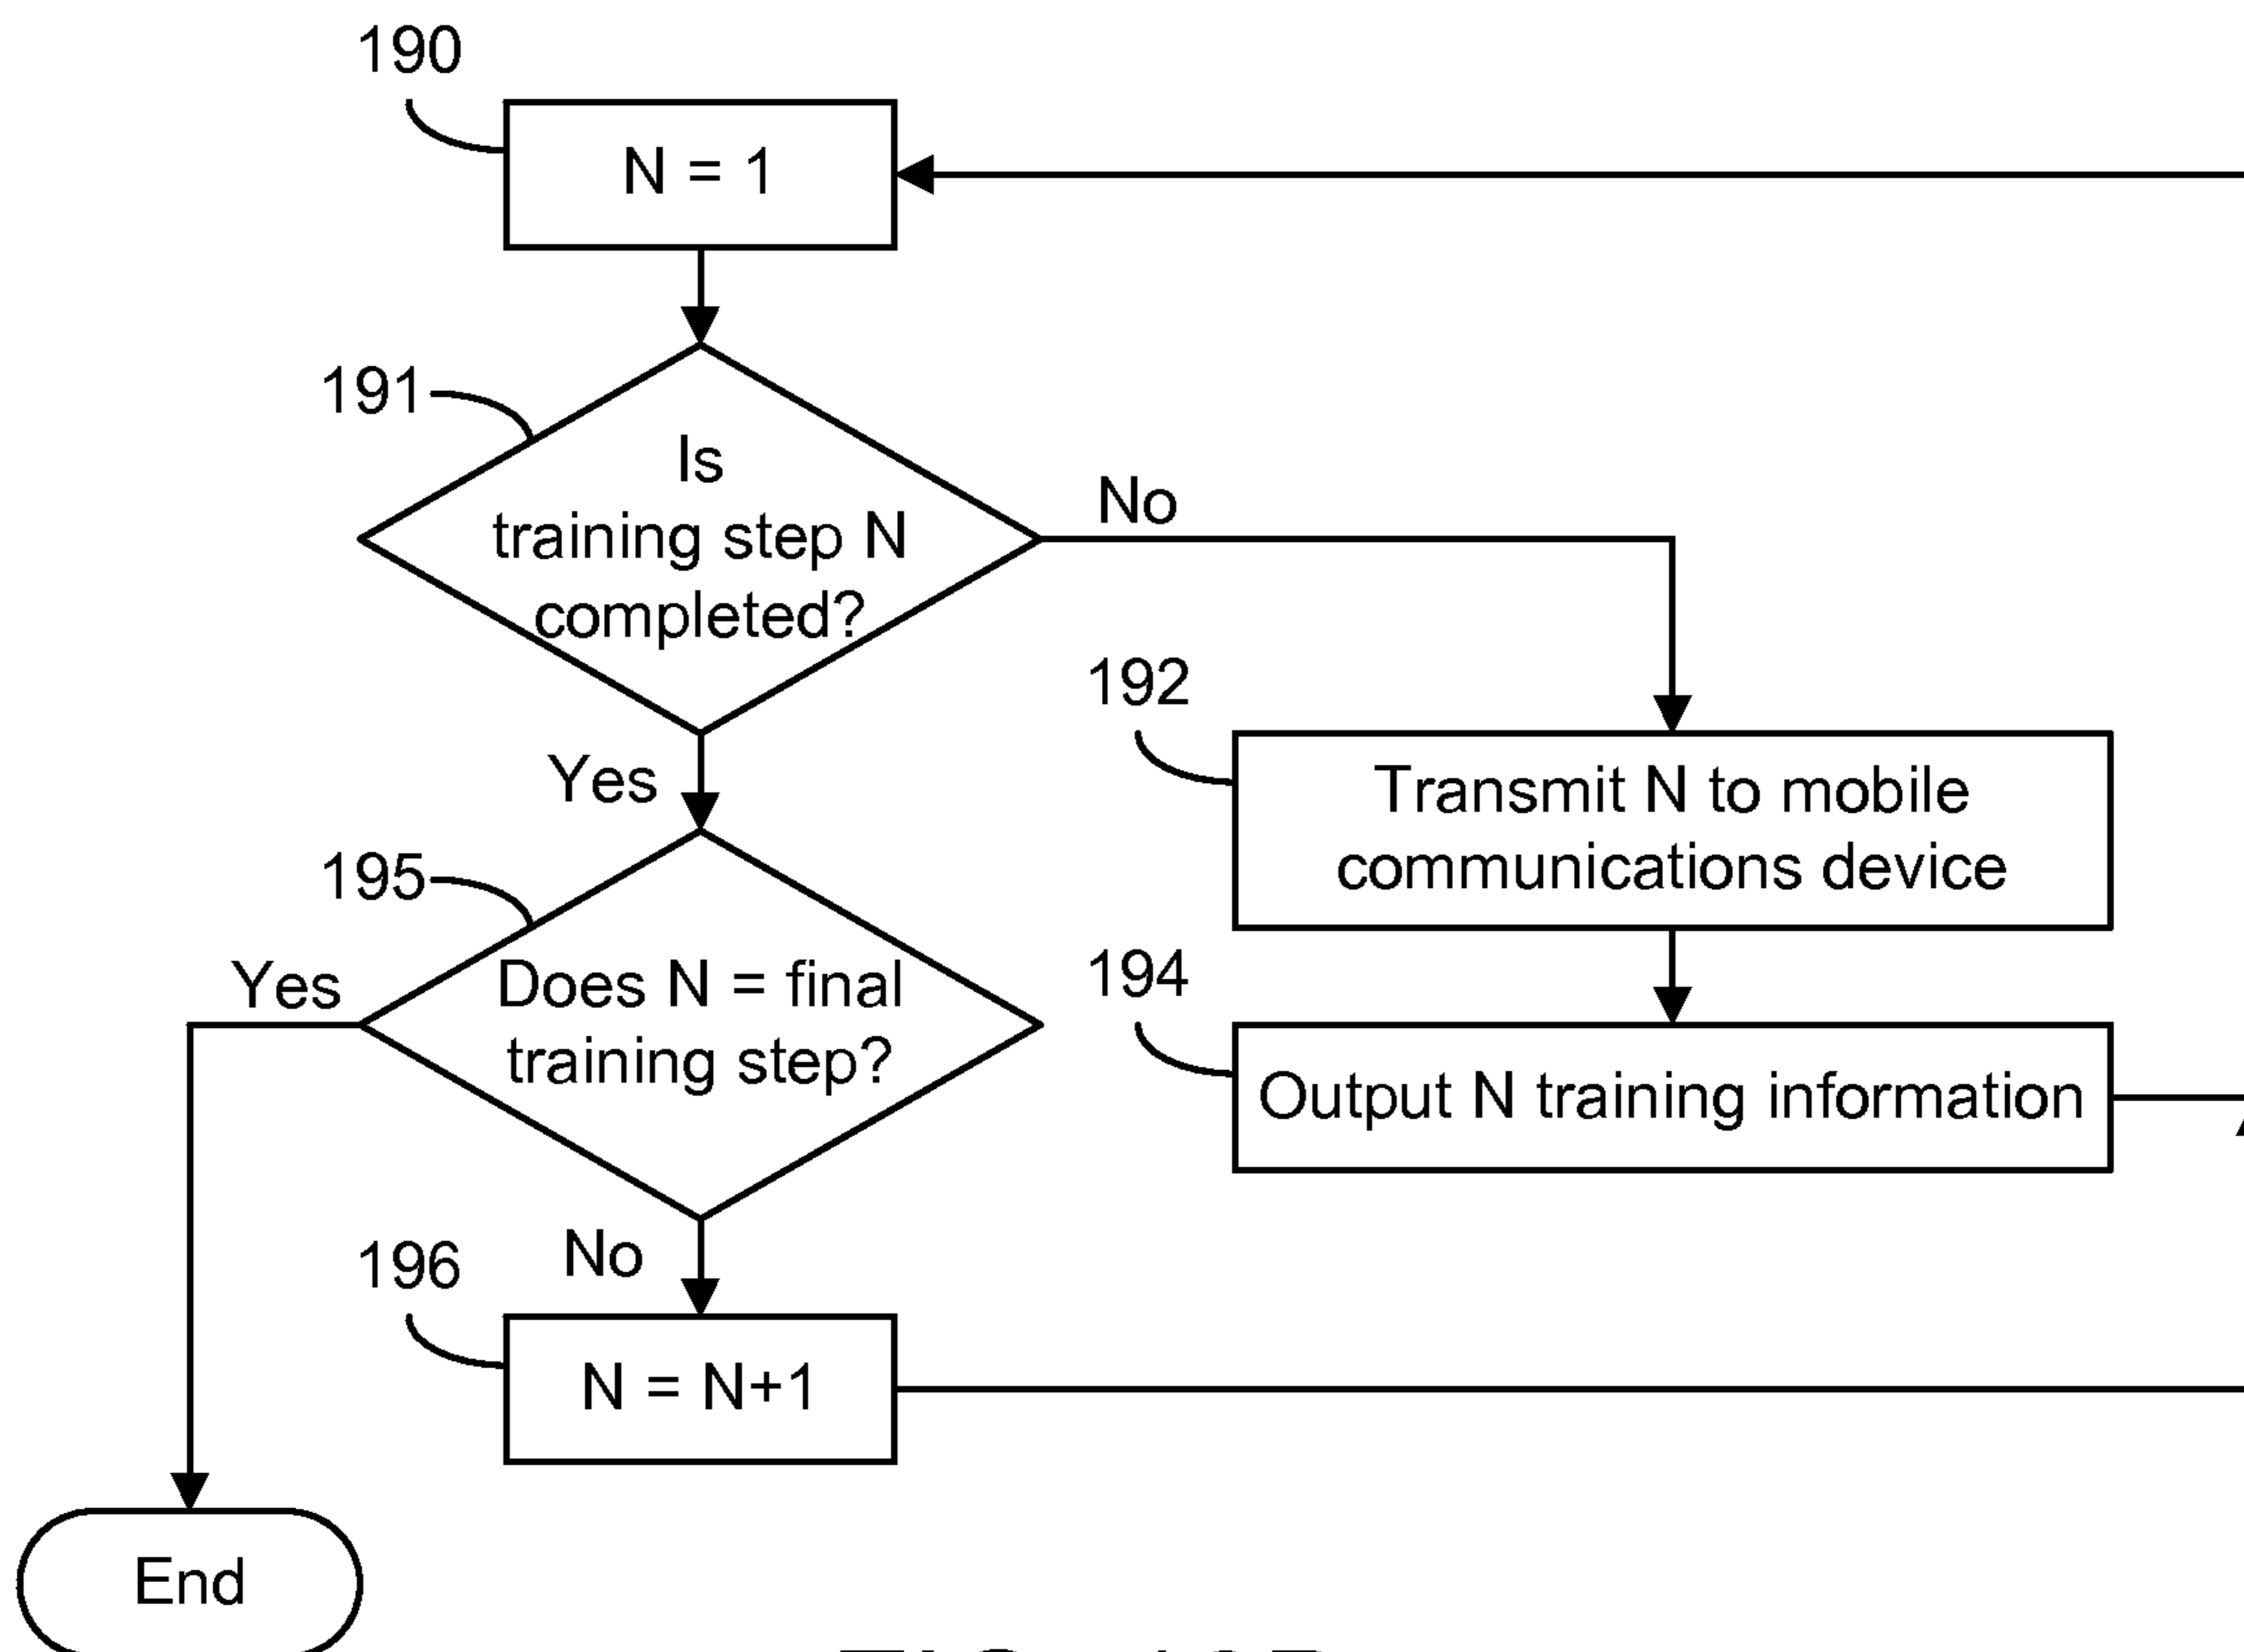 190
N = 1
191
Is
training step N
completed?
No
192
Transmit N to mobile
communications device
Yes
195
Yes
Does N = final
training step?
194
Output N training information
No
196
N = N+1
End